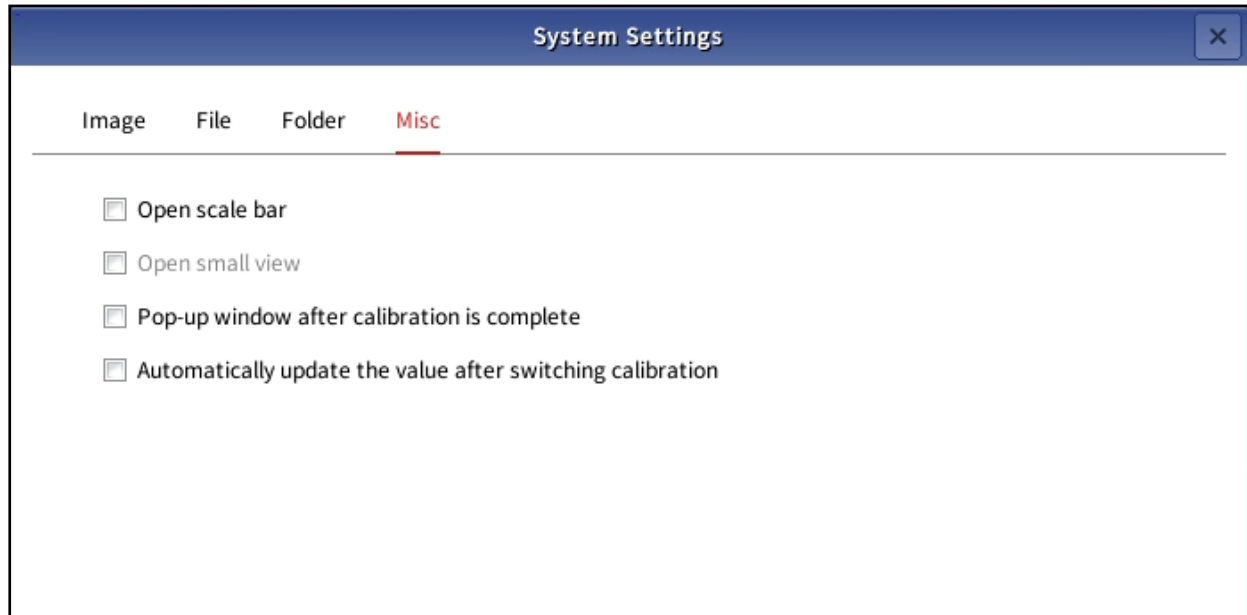 System Settings
Image File Folder Misc
Open scale bar
Open small view
Pop-up window after calibration is complete
Automatically update the value after switching calibration